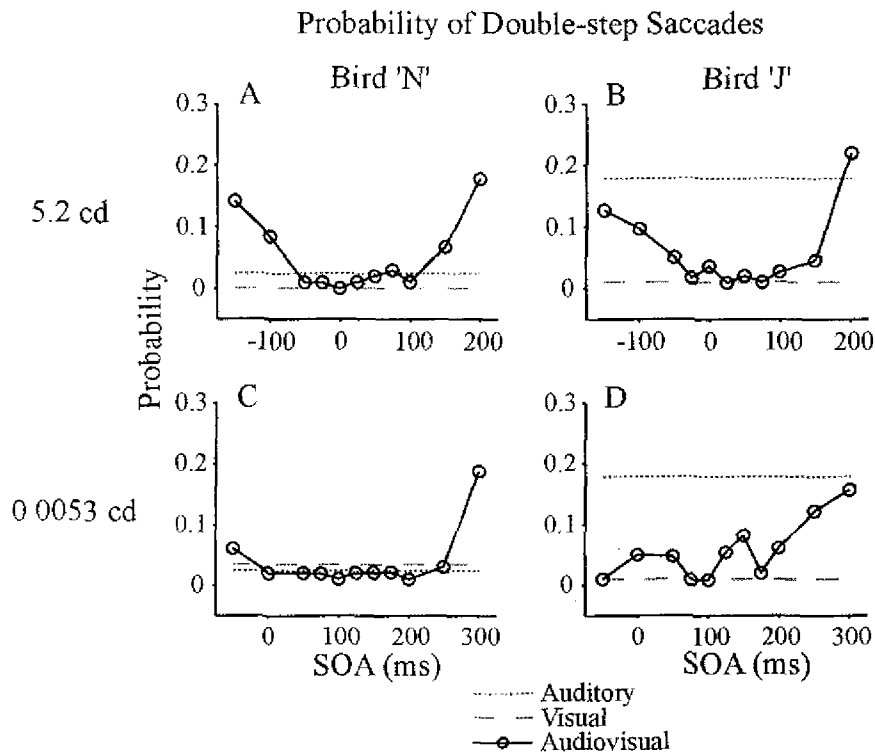 Probability of Double-step Saccades
Bird 'N'
Bird 'J'
A
B
5.2 cd
0.3
0.2
0.1
0
0.3
0.2
0.1
0
-100 0 100 200
-100 0 100 200
Probability
C
D
0 0053 cd
0.3
0.2
0.1
0
0.3
0.2
0.1
0
0 100 200 300
0 100 200 300
SOA (ms)
SOA (ms)
Auditory
Visual
Audiovisual